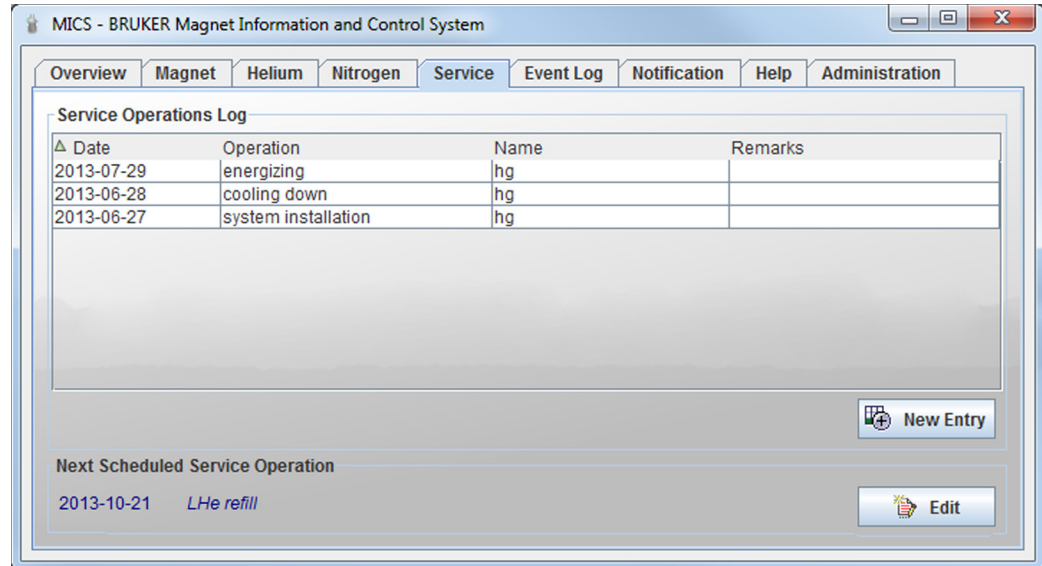 MICS - BRUKER Magnet Information and Control System
Overview Magnet Helium Nitrogen Service Event Log Notification Help Administration
Service Operations Log
Date Operation Name Remarks
2013-07-29 energizing hg
2013-06-28 cooling down hg
2013-06-27 system installation hg
New Entry
Next Scheduled Service Operation
2013-10-21 LHe refill
Edit